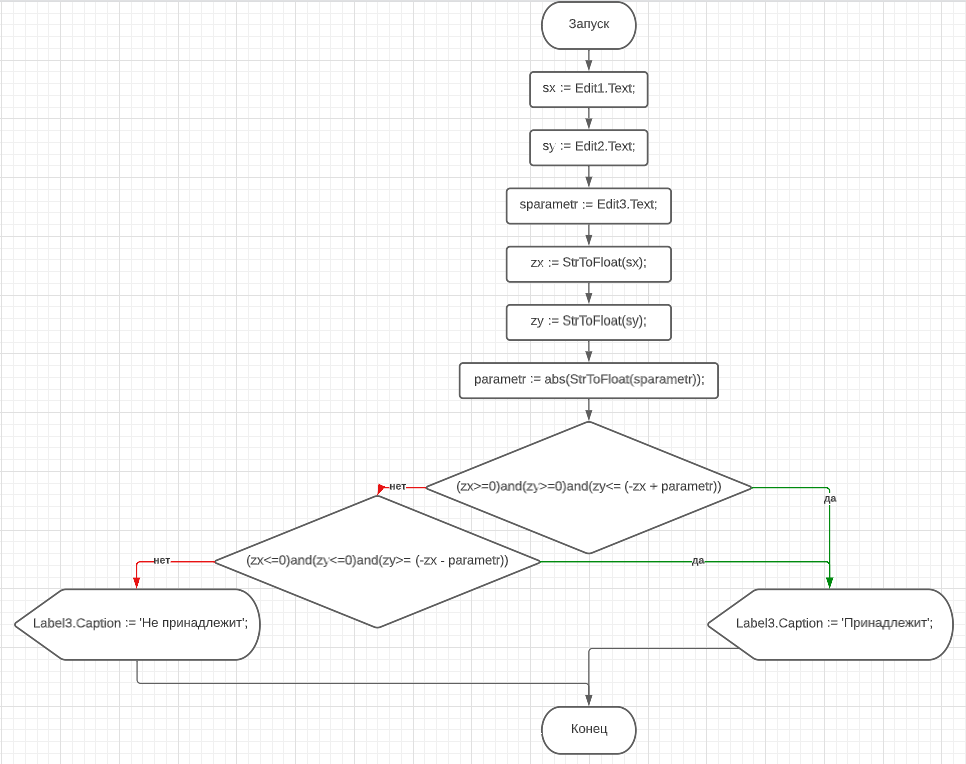 Запуск
sx := Edit1.Text;
sy := Edit2.Text;
sparametr := Edit3.Text;
zx := StrToFloat(sx);
zy := StrToFloat(sy);
parametr := abs(StrToFloat(sparametr));
(zx>=0)and(zy>=0)and(zy<= (-zx + parametr))
нет
да
(zx<=0)and(zy<=0)and(zy>= (-zx - parametr))
нет
да
Label3.Caption := 'Не принадлежит';
Label3.Caption := 'Принадлежит';
Конец